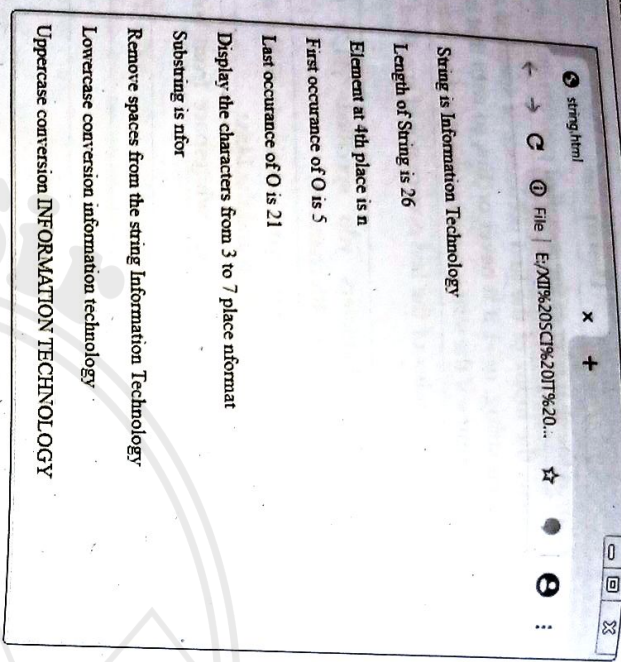 string.html
File | E:/XII%20SCI%20IT%20...
String is Information Technology
Length of String is 26
Element at 4th place is n
First occurance of O is 5
Last occurance of O is 21
Display the characters from 3 to 7 place nformat
Substring is nfor
Remove spaces from the string Information Technology
Lowercase conversion information technology
Uppercase conversion INFORMATION TECHNOLOGY